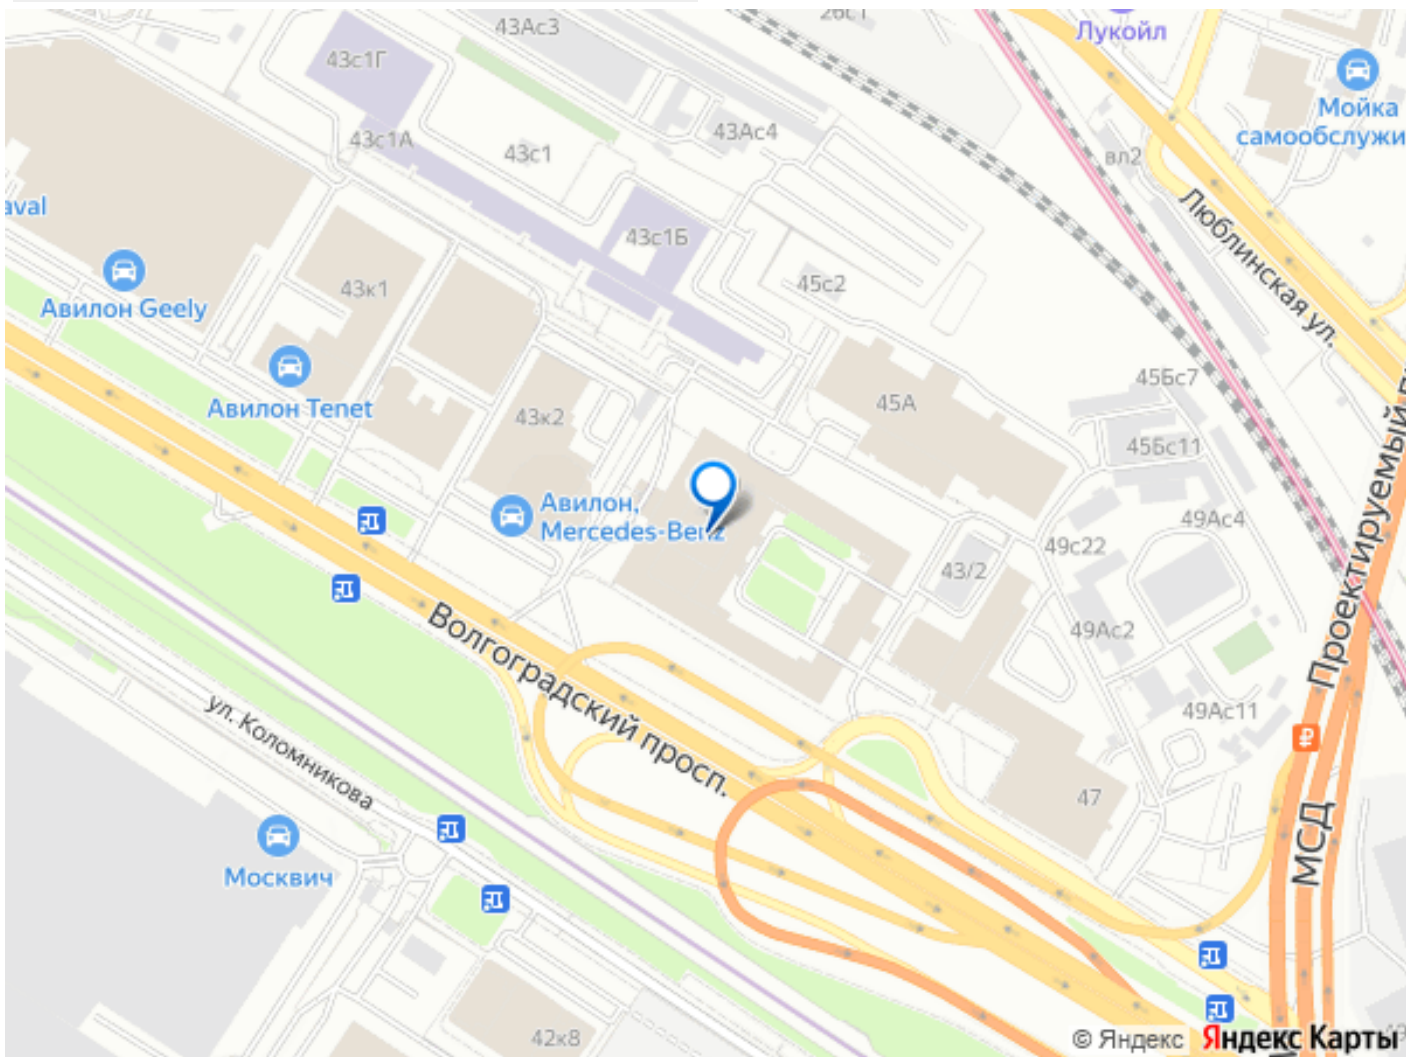 26с1
43Ас3
Лукойл
43с1Г
Мойка
самообслужи
43Ас4
43с1А
43с1
вл2
aval
Люблинская ул.
43с1Б
45с2
43к1
Авилон Geely
Авилон Tenet
45Бс7
45А
43к2
45Бс11
Авилон,
Mercedes-Benz
49Ас4
49с22
43/2
Проектируемый
49Ас2
Волгоградский просп.
49Ас11
ул. Коломникова
47
МСД
Москвич
42к8
© Яндекс Яндекс Карты